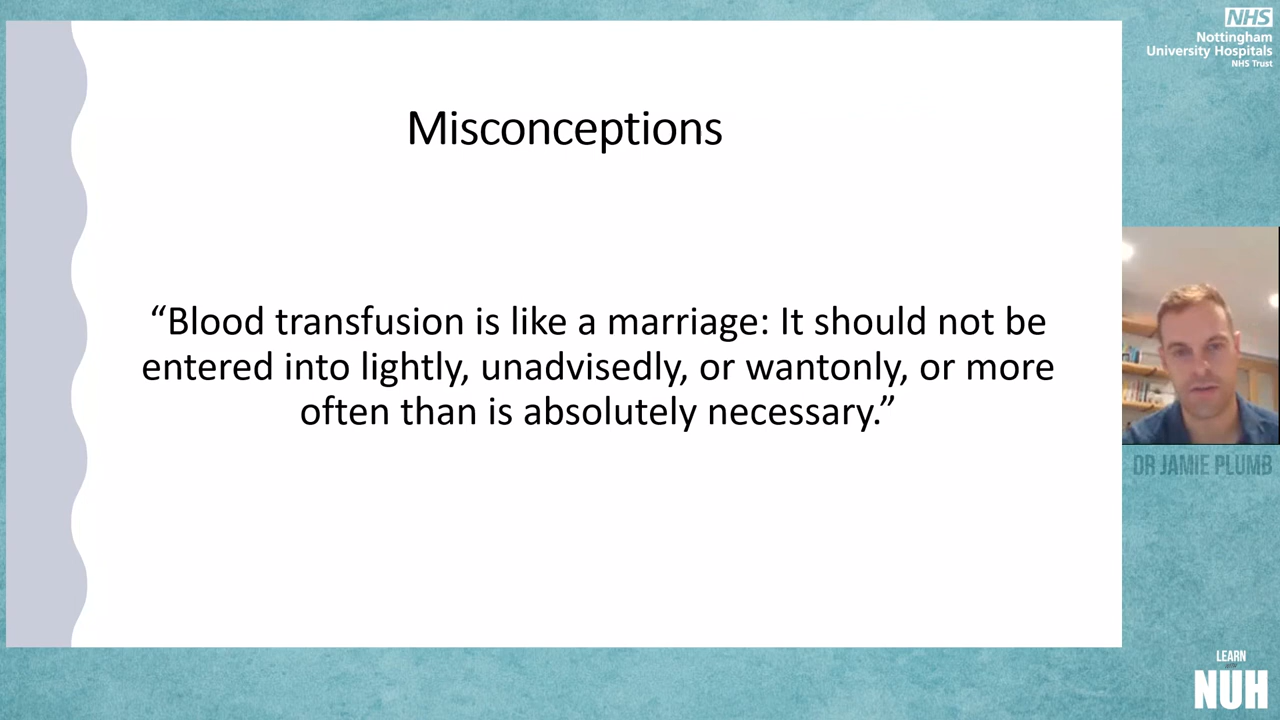 NHS
Nottingham
University Hospitals
NHS Trust
Misconceptions
“Blood transfusion is like a marriage: It should not be
entered into lightly, unadvisedly, or wantonly, or more
often than is absolutely necessary.”
DR JAMIE PLUMB
LEARN
NUH